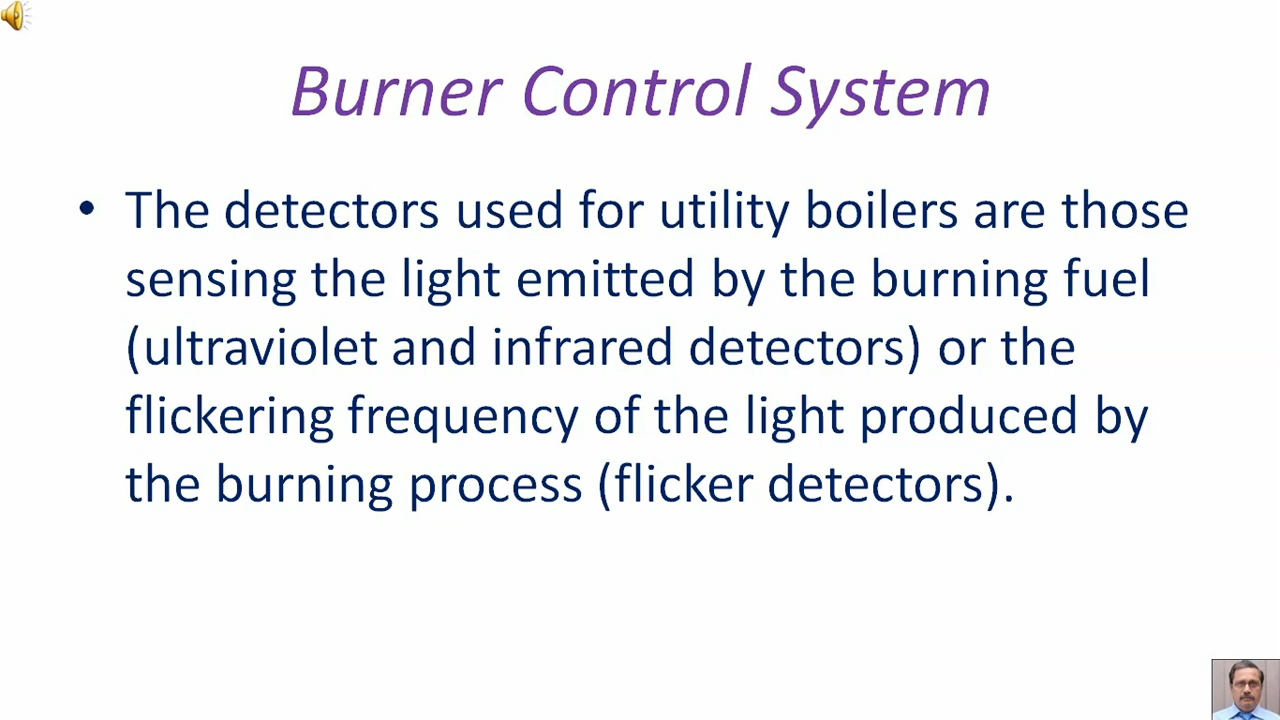 Burner Control System
• The detectors used for utility boilers are those
sensing the light emitted by the burning fuel
(ultraviolet and infrared detectors) or the
flickering frequency of the light produced by
the burning process (flicker detectors).